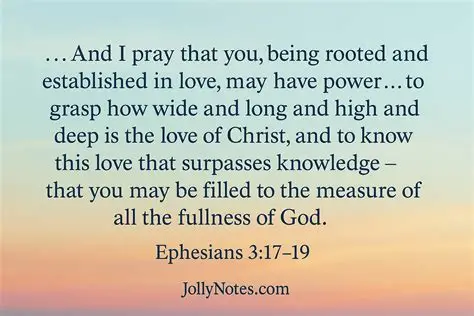 …And I pray that you, being rooted and
established in love, may have power…to
grasp how wide and long and high and
deep is the love of Christ, and to know
this love that surpasses knowledge –
that you may be filled to the measure of
all the fullness of God.
Ephesians 3:17–19
JollyNotes.com